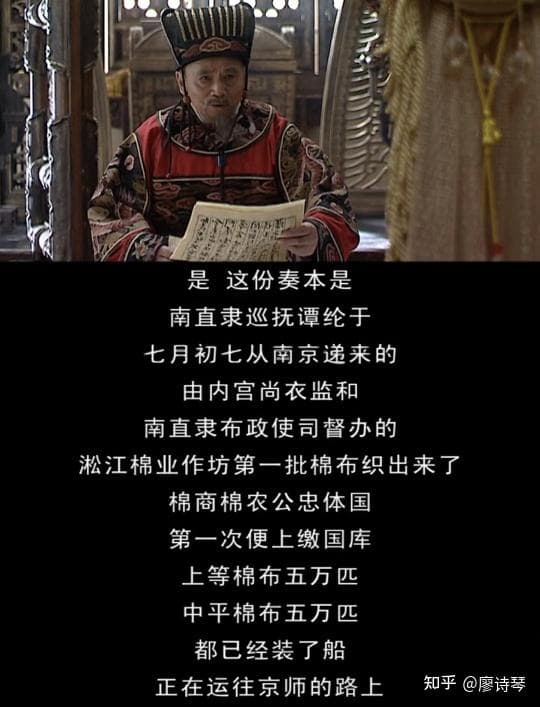 是 这份奏本是
南直隶巡抚谭纶于
七月初七从南京递来的
由内宫尚衣监和
南直隶布政使司督办的
淞江棉业作坊第一批棉布织出来了
棉商棉农公忠体国
第一次便上缴国库
上等棉布五万匹
中平棉布五万匹
都已经装了船
正在运往京师的路上
知乎 @廖诗琴